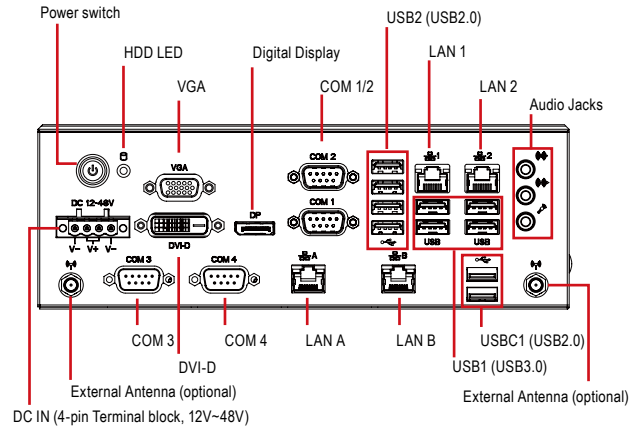 Power switch
USB2 (USB2.0)
HDD LED
Digital Display
LAN 1
VGA
COM 1/2
LAN 2
Audio Jacks
COM 2
1
2
VGA
DC 12-48V
DP
COM 1
DVI-D
USB
USB
V- V+ V-
COM 3
COM 4
A
B
COM 3
COM 4
LAN A
LAN B
USBC1 (USB2.0)
DVI-D
USB1 (USB3.0)
External Antenna (optional)
External Antenna (optional)
DC IN (4-pin Terminal block, 12V~48V)